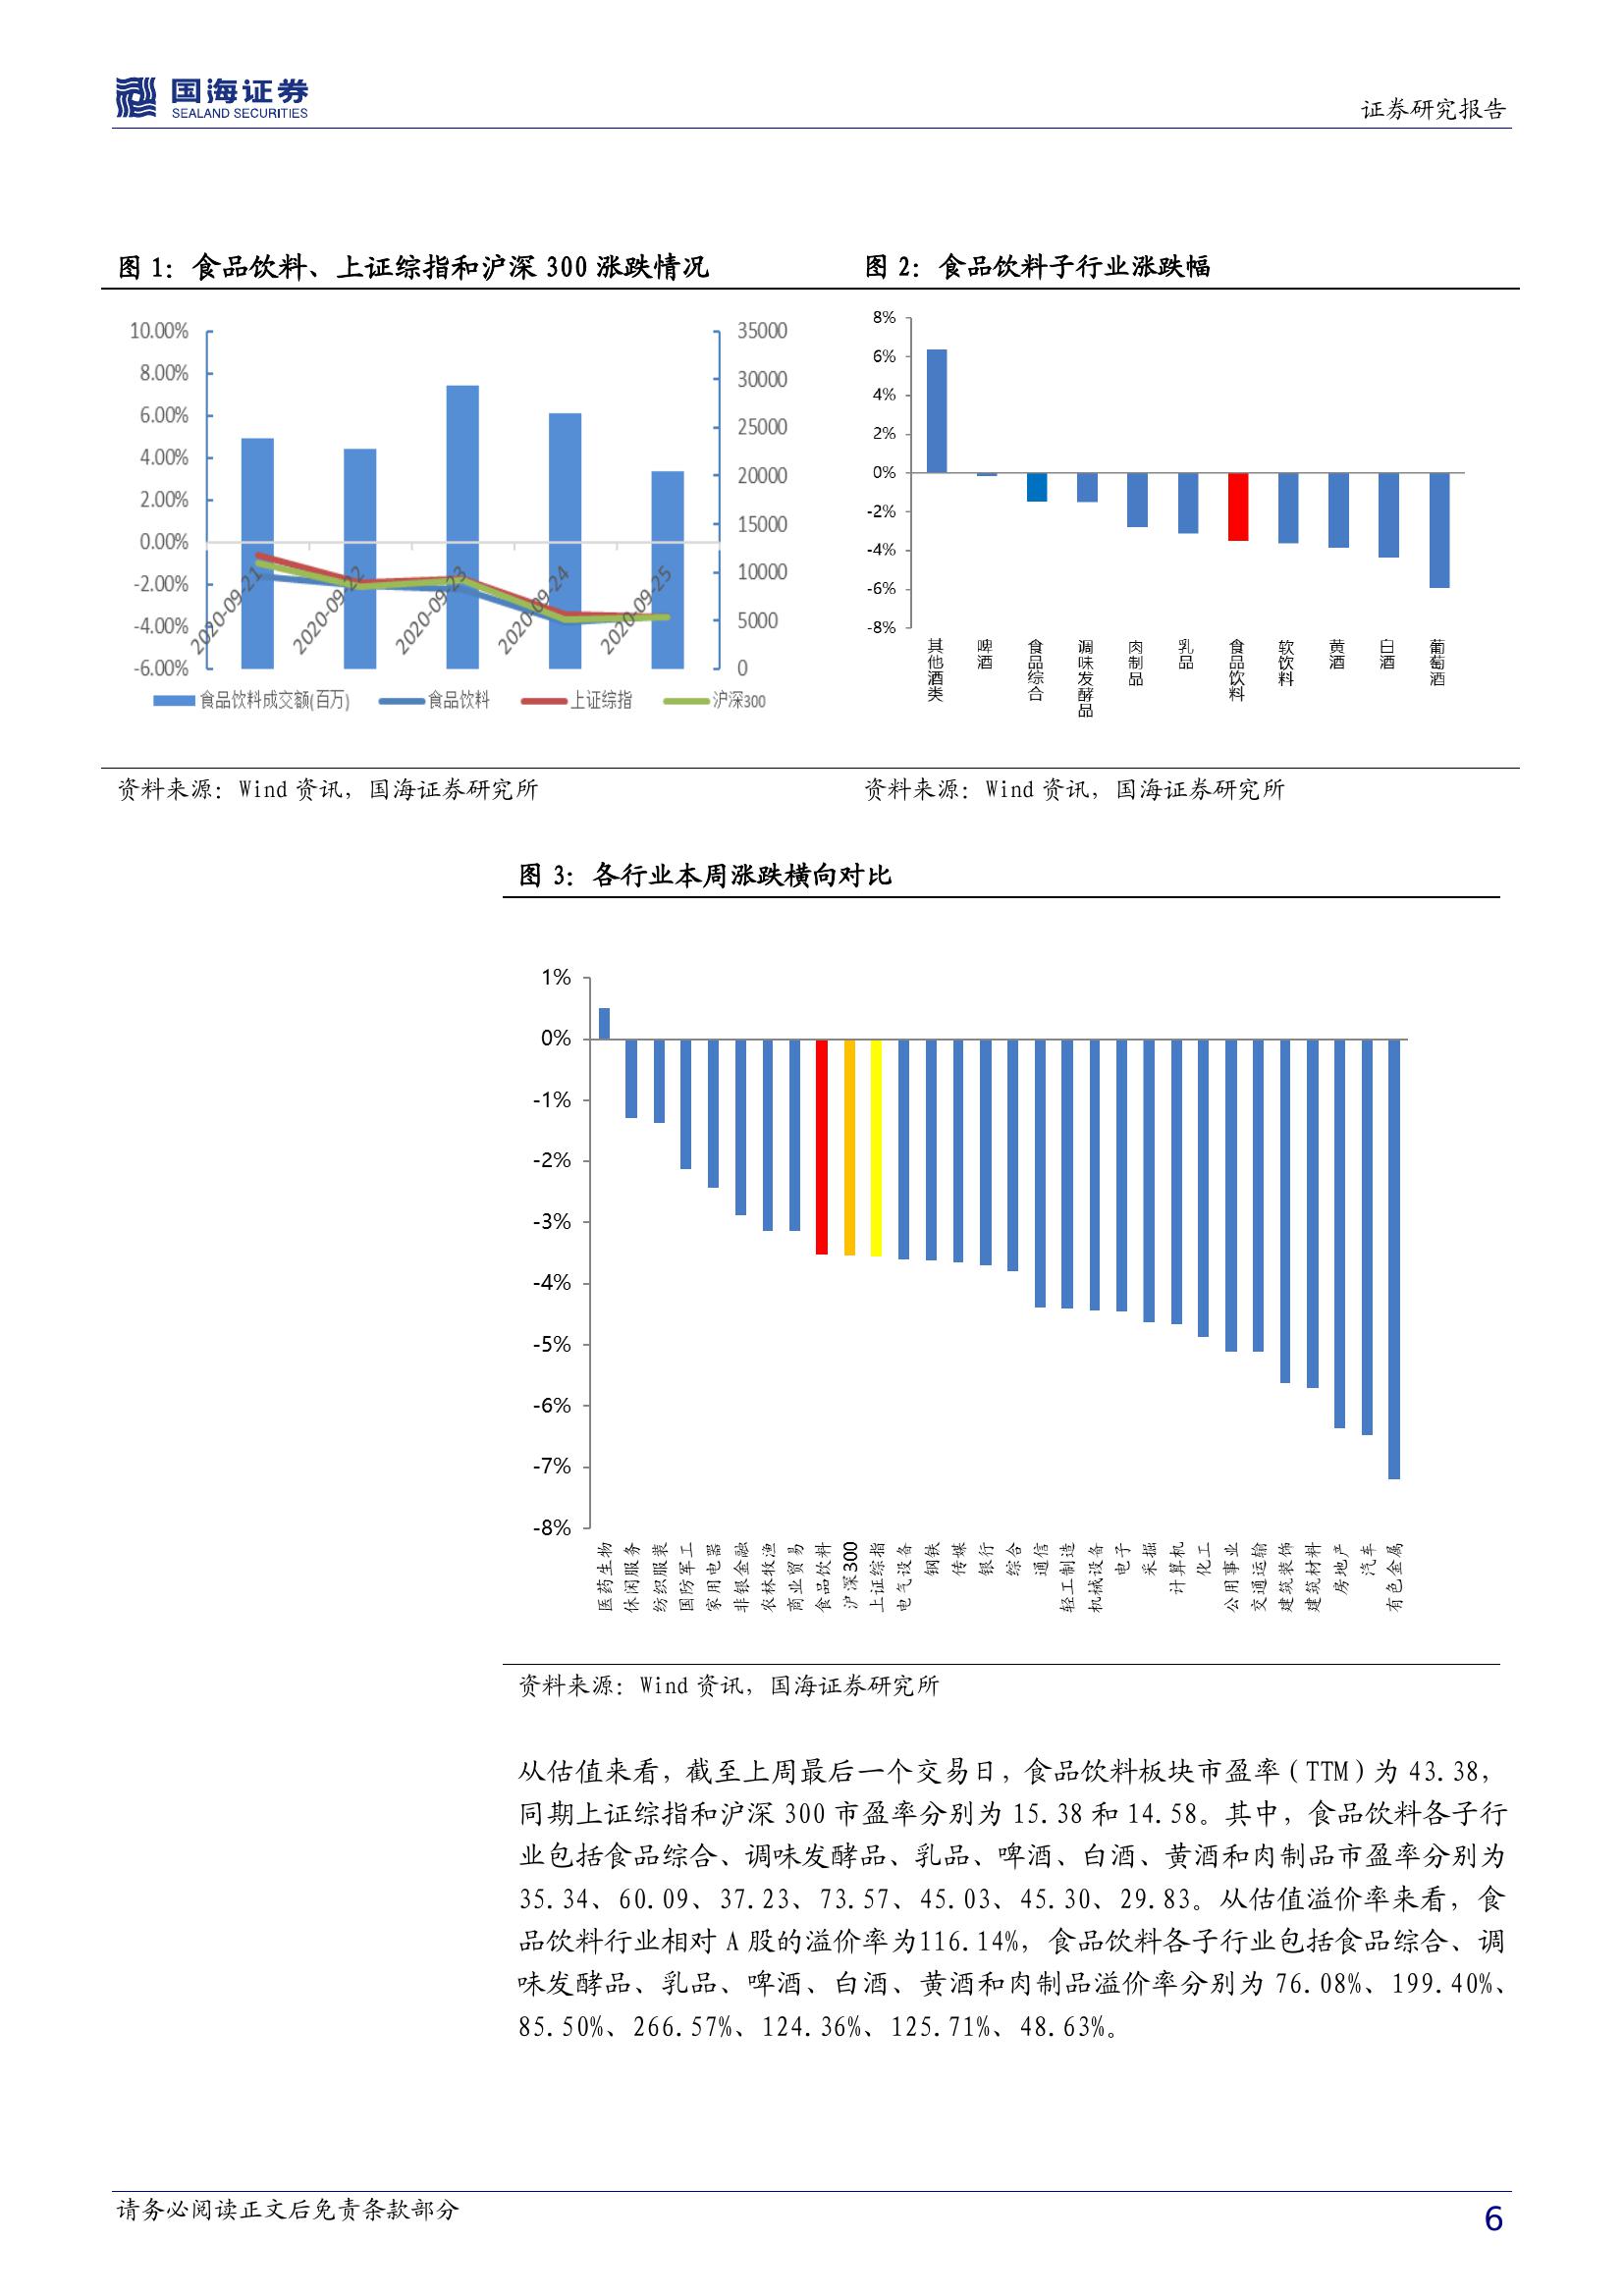 国海证券
SEALAND SECURITIES
证券研究报告
图 1：食品饮料、上证综指和沪深 300 涨跌情况
10.00%
8.00%
6.00%
4.00%
2.00%
0.00%
-2.00%
-4.00%
-6.00%
35000
30000
25000
20000
15000
10000
5000
0
2020-09-21
2020-09-22
2020-09-23
2020-09-24
2020-09-25
食品饮料成交额(百万)
食品饮料
上证综指
沪深300
资料来源：Wind 资讯，国海证券研究所
图 2：食品饮料子行业涨跌幅
8%
6%
4%
2%
0%
-2%
-4%
-6%
-8%
其他酒类
啤酒
食品综合
调味发酵品
肉制品
乳品
食品饮料
软饮料
黄酒
白酒
葡萄酒
资料来源：Wind 资讯，国海证券研究所
图 3：各行业本周涨跌横向对比
1%
0%
-1%
-2%
-3%
-4%
-5%
-6%
-7%
-8%
医药生物
休闲服务
纺织服装
国防军工
家用电器
非银金融
农林牧渔
商业贸易
食品饮料
沪深300
上证综指
电气设备
钢铁
传媒
银行
综合
通信
轻工制造
机械设备
电子
采掘
计算机
化工
公用事业
交通运输
建筑装饰
建筑材料
房地产
汽车
有色金属
资料来源：Wind 资讯，国海证券研究所
从估值来看，截至上周最后一个交易日，食品饮料板块市盈率（TTM）为 43.38，
同期上证综指和沪深 300 市盈率分别为 15.38 和 14.58。其中，食品饮料各子行
业包括食品综合、调味发酵品、乳品、啤酒、白酒、黄酒和肉制品市盈率分别为
35.34、60.09、37.23、73.57、45.03、45.30、29.83。从估值溢价率来看，食
品饮料行业相对 A 股的溢价率为116.14%，食品饮料各子行业包括食品综合、调
味发酵品、乳品、啤酒、白酒、黄酒和肉制品溢价率分别为 76.08%、199.40%、
85.50%、266.57%、124.36%、125.71%、48.63%。
请务必阅读正文后免责条款部分
6